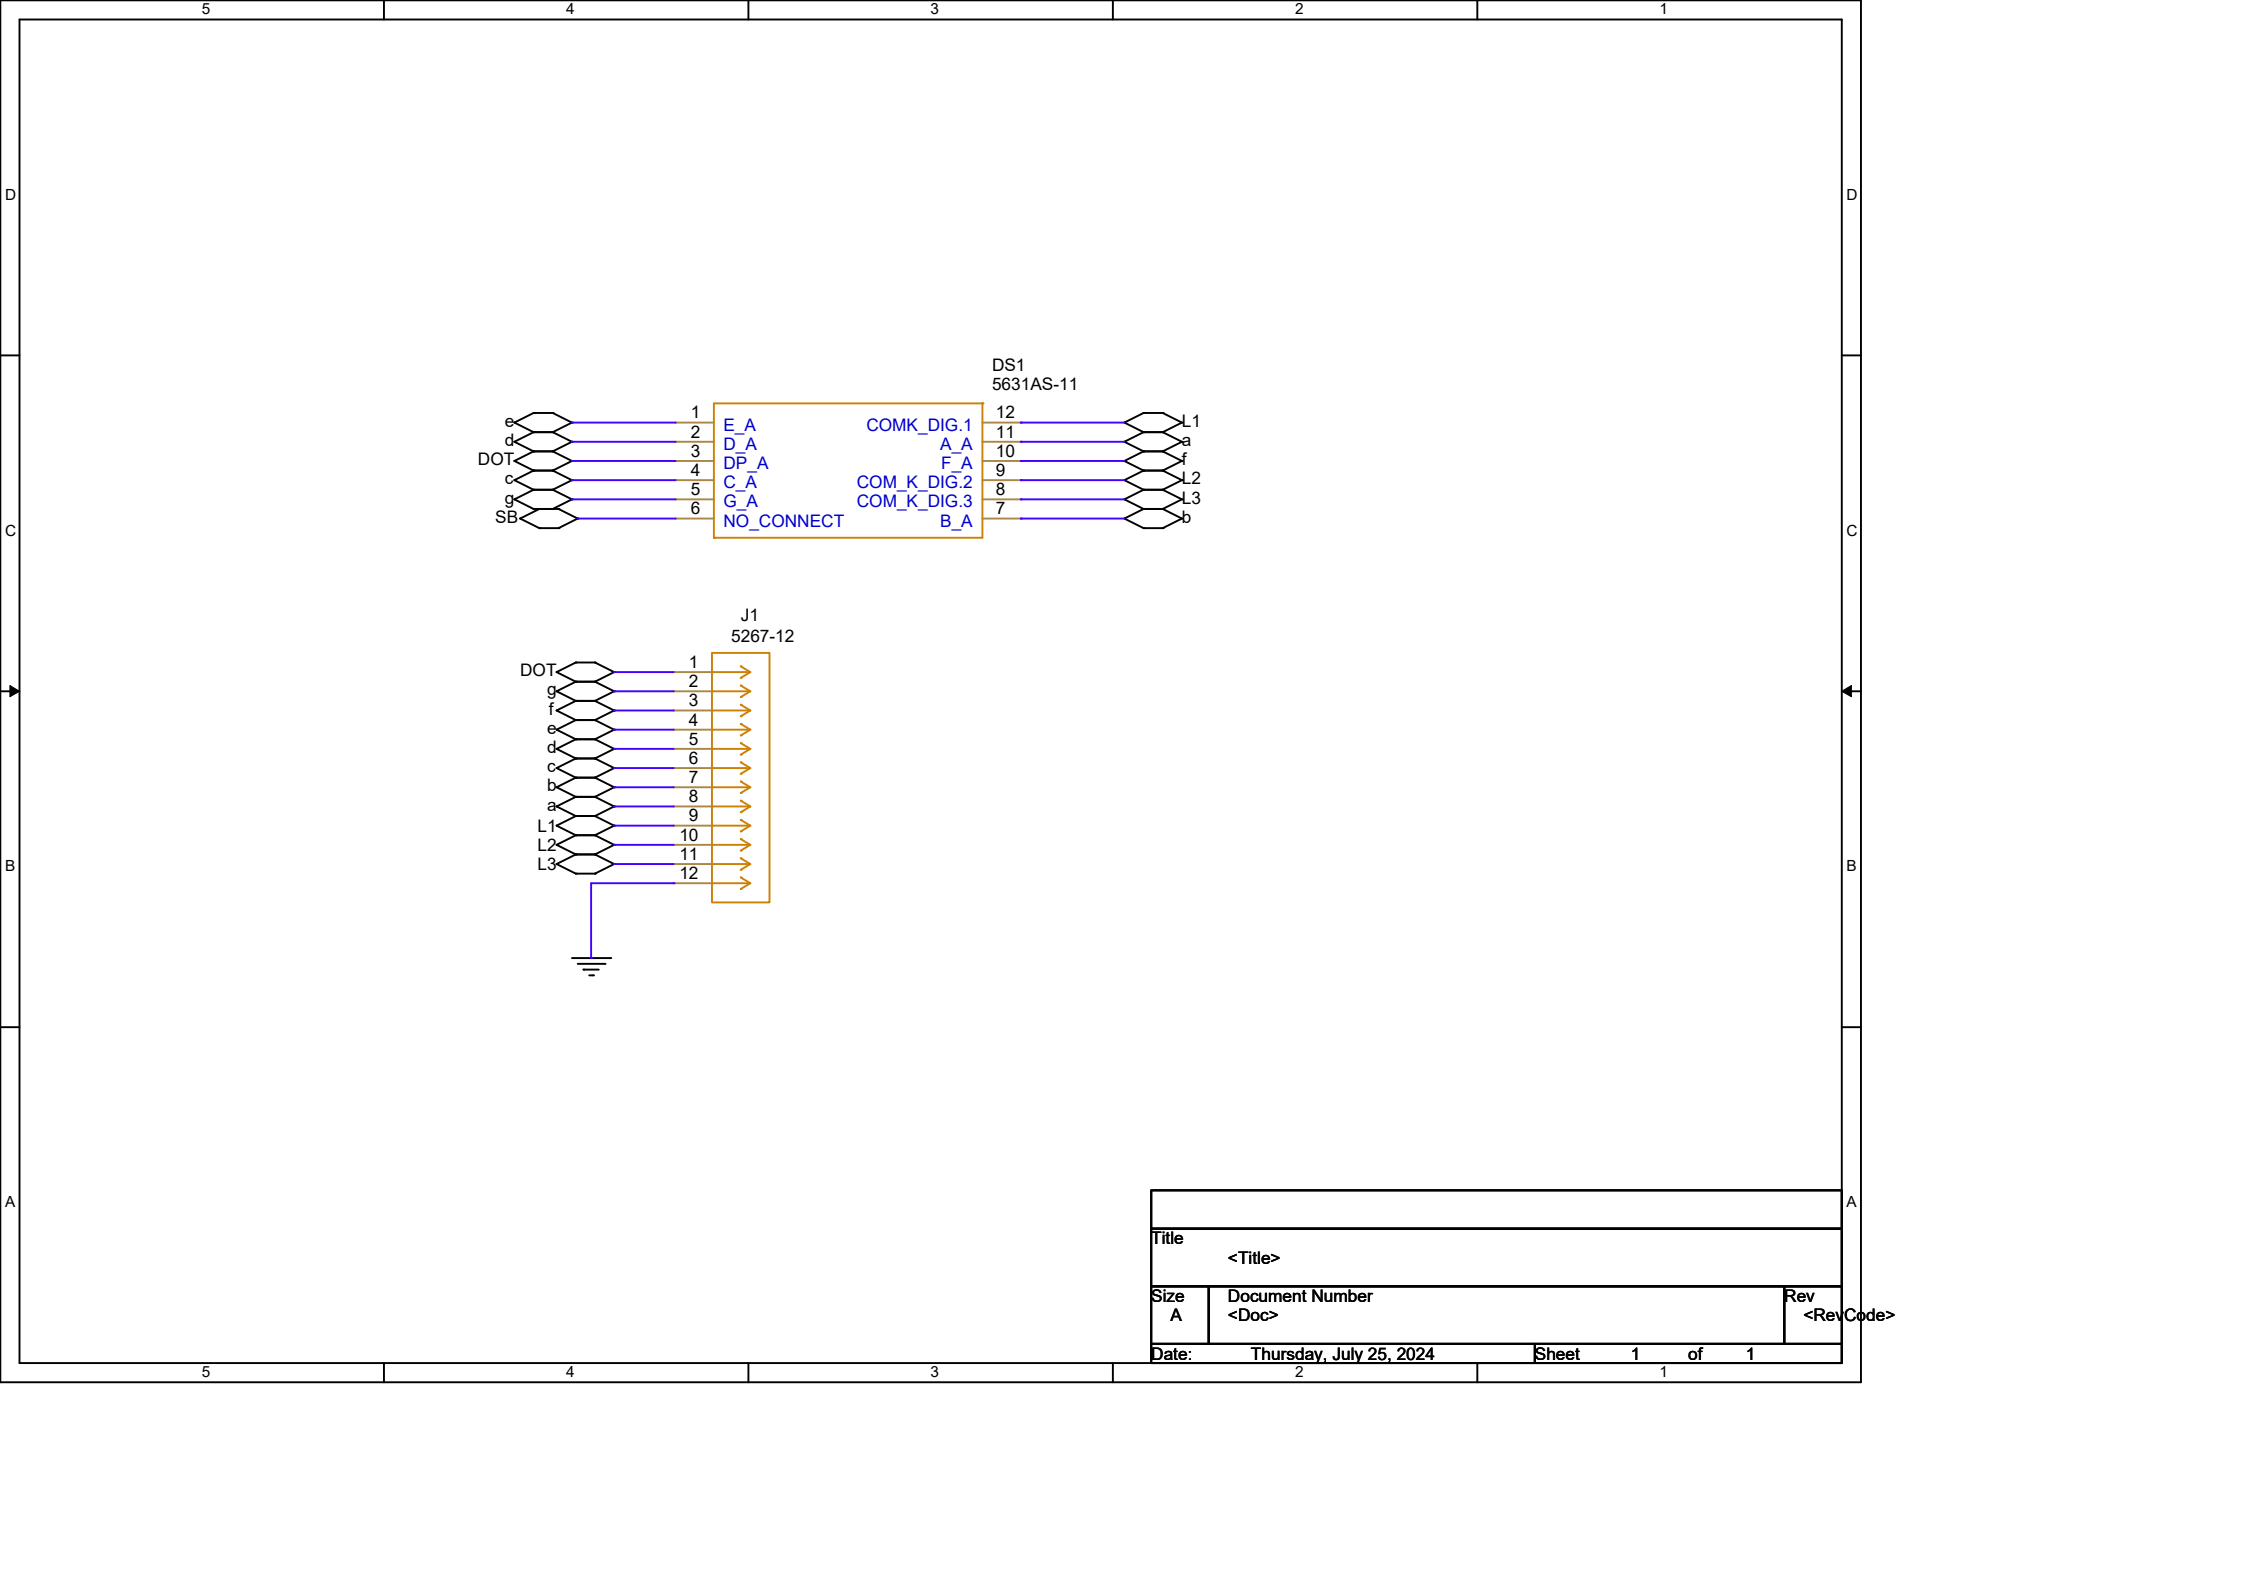 5 4 3 2 1
D D
DS1
5631AS-11
e 1 E_A COMK_DIG.1 12 L1
d 2 D_A A_A 11 a
DOT 3 DP_A F_A 10 f
c 4 C_A COM_K_DIG.2 9 L2
g 5 G_A COM_K_DIG.3 8 L3
SB 6 NO_CONNECT B_A 7 b
C C
J1
5267-12
DOT 1
g 2
f 3
e 4
d 5
c 6
b 7
a 8
L1 9
L2 10
L3 11
12
B B
A A
Title
<Title>
Size Document Number Rev
A <Doc> <RevCode>
Date: Thursday, July 25, 2024 Sheet 1 of 1
5 4 3 2 1